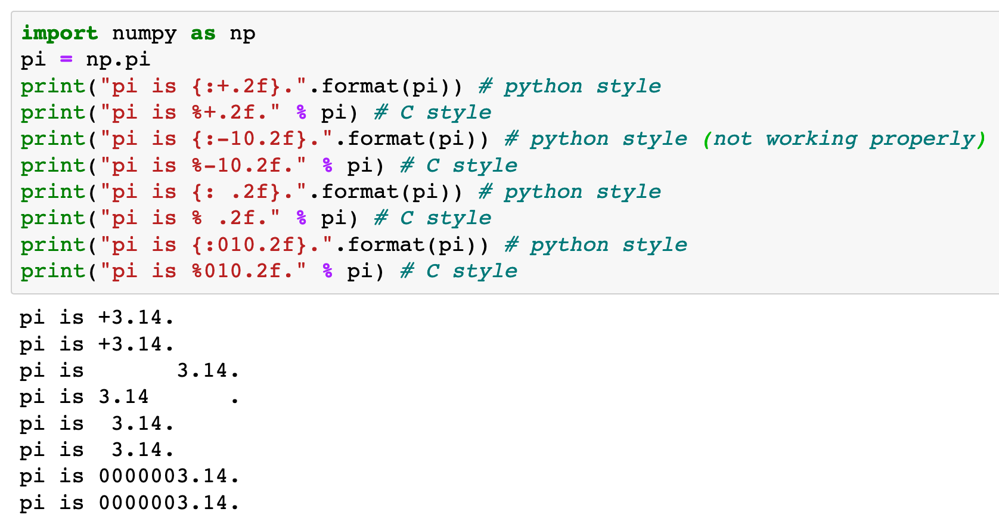 import numpy as np
pi = np.pi
print("pi is {:+.2f}.".format(pi)) # python style
print("pi is %+.2f." % pi) # C style
print("pi is {:-10.2f}.".format(pi)) # python style (not working properly)
print("pi is %-10.2f." % pi) # C style
print("pi is {: .2f}.".format(pi)) # python style
print("pi is % .2f." % pi) # C style
print("pi is {:010.2f}.".format(pi)) # python style
print("pi is %010.2f." % pi) # C style
pi is +3.14.
pi is +3.14.
pi is       3.14.
pi is 3.14      .
pi is  3.14.
pi is  3.14.
pi is 0000003.14.
pi is 0000003.14.